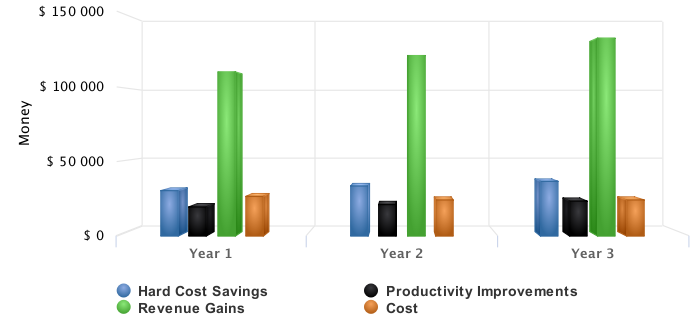 $ 150 000
$ 100 000
$ 50 000
$ 0
Money
Year 1
Year 2
Year 3
Hard Cost Savings
Productivity Improvements
Revenue Gains
Cost